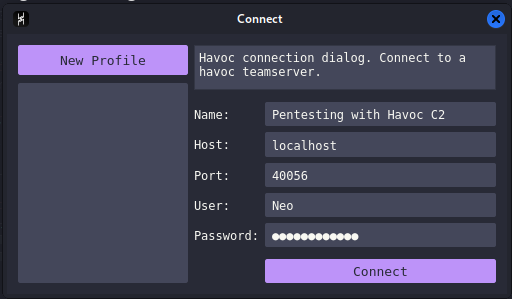 Connect
New Profile
Havoc connection dialog. Connect to a
havoc teamserver.
Name: Pentesting with Havoc C2
Host: localhost
Port: 40056
User: Neo
Password: ●●●●●●●●●●●●
Connect